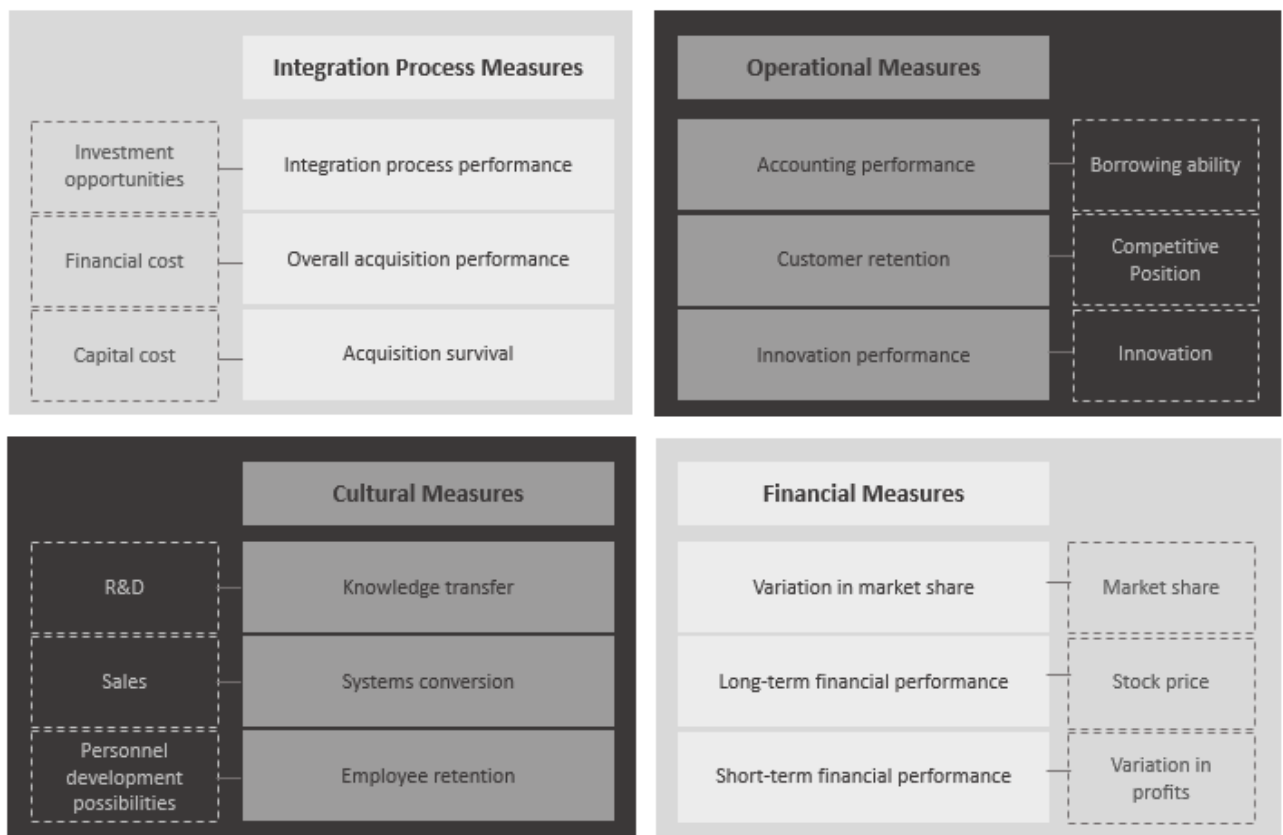 Integration Process Measures
Investment
opportunities
Integration process performance
Financial cost
Overall acquisition performance
Capital cost
Acquisition survival
Operational Measures
Accounting performance
Borrowing ability
Customer retention
Competitive
Position
Innovation performance
Innovation
Cultural Measures
R&D
Knowledge transfer
Sales
Systems conversion
Personnel
development
possibilities
Employee retention
Financial Measures
Variation in market share
Market share
Long-term financial performance
Stock price
Short-term financial performance
Variation in
profits